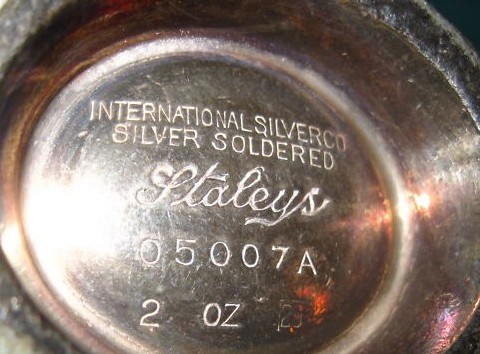 INTERNATIONAL SILVER CO
SILVER SOLDERED
Staleys
05007A
2 OZ